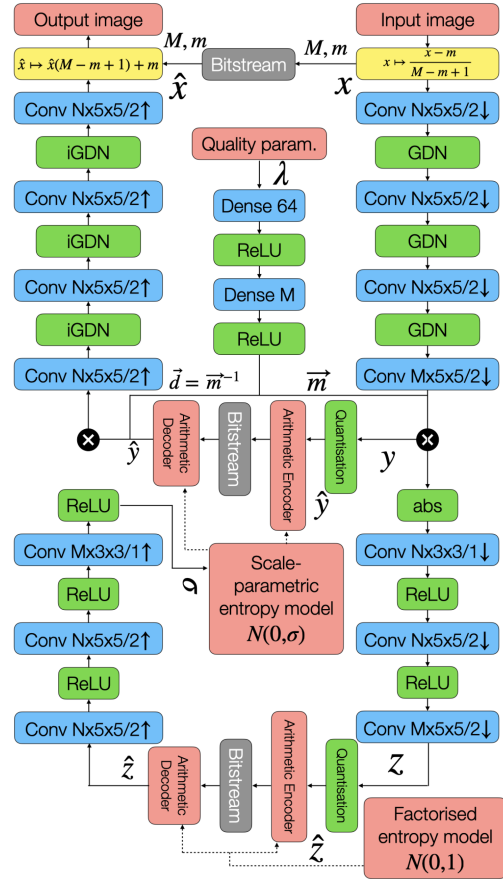 Output image
Input image
x̂ ↦ x̂(M − m + 1) + m
M, m
Bitstream
M, m
x ↦ (x − m)/(M − m + 1)
x̂
x
Conv Nx5x5/2↑
Conv Nx5x5/2↓
iGDN
Quality param.
GDN
λ
Conv Nx5x5/2↑
Dense 64
Conv Nx5x5/2↓
iGDN
ReLU
GDN
Conv Nx5x5/2↑
Dense M
Conv Nx5x5/2↓
iGDN
ReLU
GDN
Conv Nx5x5/2↑
d⃗ = m⃗⁻¹
m⃗
Conv Mx5x5/2↓
ŷ
Arithmetic
Decoder
Bitstream
Arithmetic Encoder
ŷ
Quantisation
y
ReLU
abs
Conv Mx3x3/1↑
σ
Scale-
parametric
entropy model
N(0,σ)
Conv Nx3x3/1↓
ReLU
ReLU
Conv Nx5x5/2↑
Conv Nx5x5/2↓
ReLU
ReLU
Conv Nx5x5/2↑
Conv Mx5x5/2↓
ẑ
Arithmetic
Decoder
Bitstream
Arithmetic Encoder
ẑ
Quantisation
z
Factorised
entropy model
N(0,1)